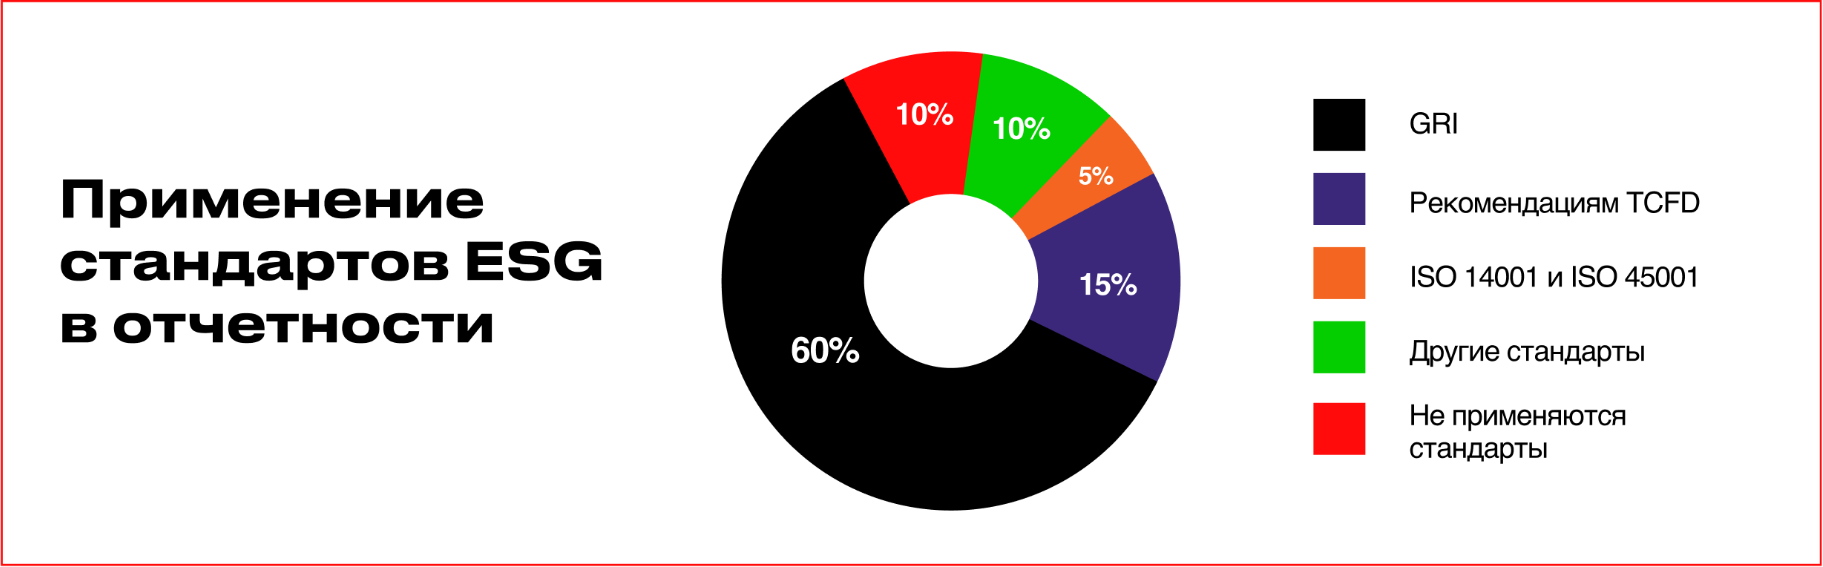 Применение
стандартов ESG
в отчетности
10%
10%
5%
15%
60%
GRI
Рекомендациям TCFD
ISO 14001 и ISO 45001
Другие стандарты
Не применяются
стандарты